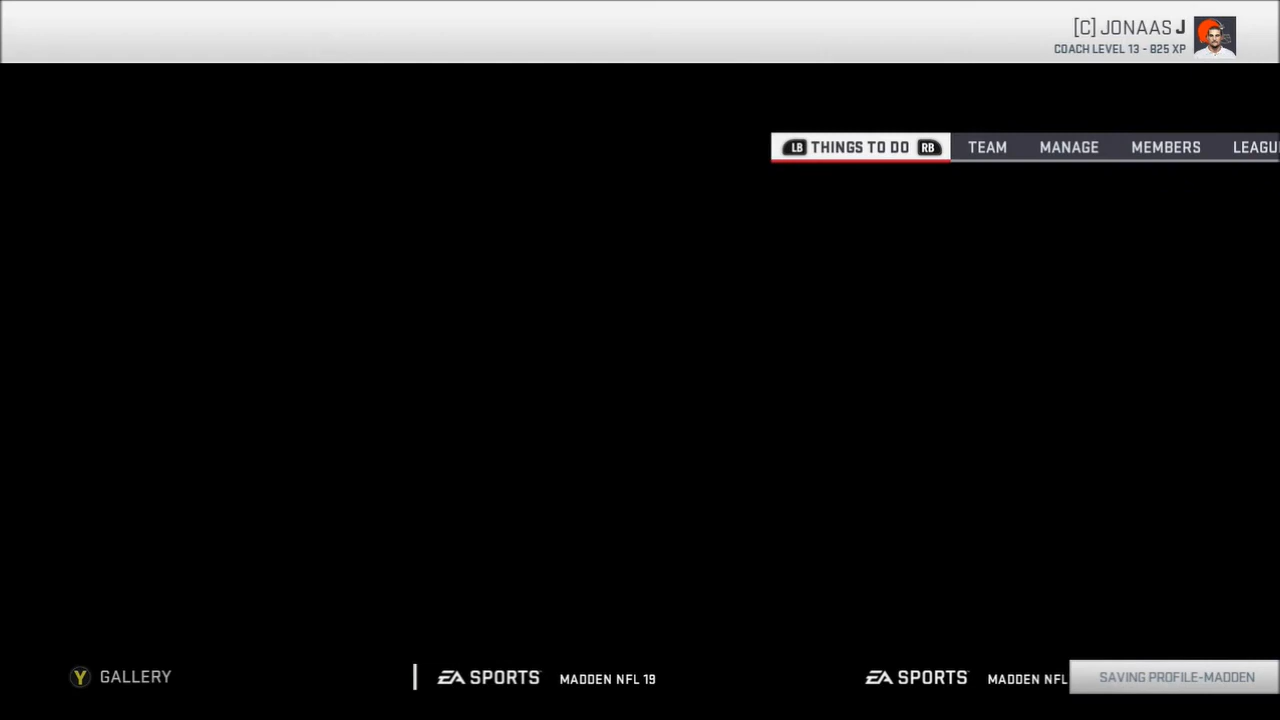 [C] JONAAS J
COACH LEVEL 13 - 825 XP
LB THINGS TO DO RB TEAM MANAGE MEMBERS LEAGU
Y GALLERY
EA SPORTS MADDEN NFL 19 EA SPORTS MADDEN NFL
SAVING PROFILE-MADDEN